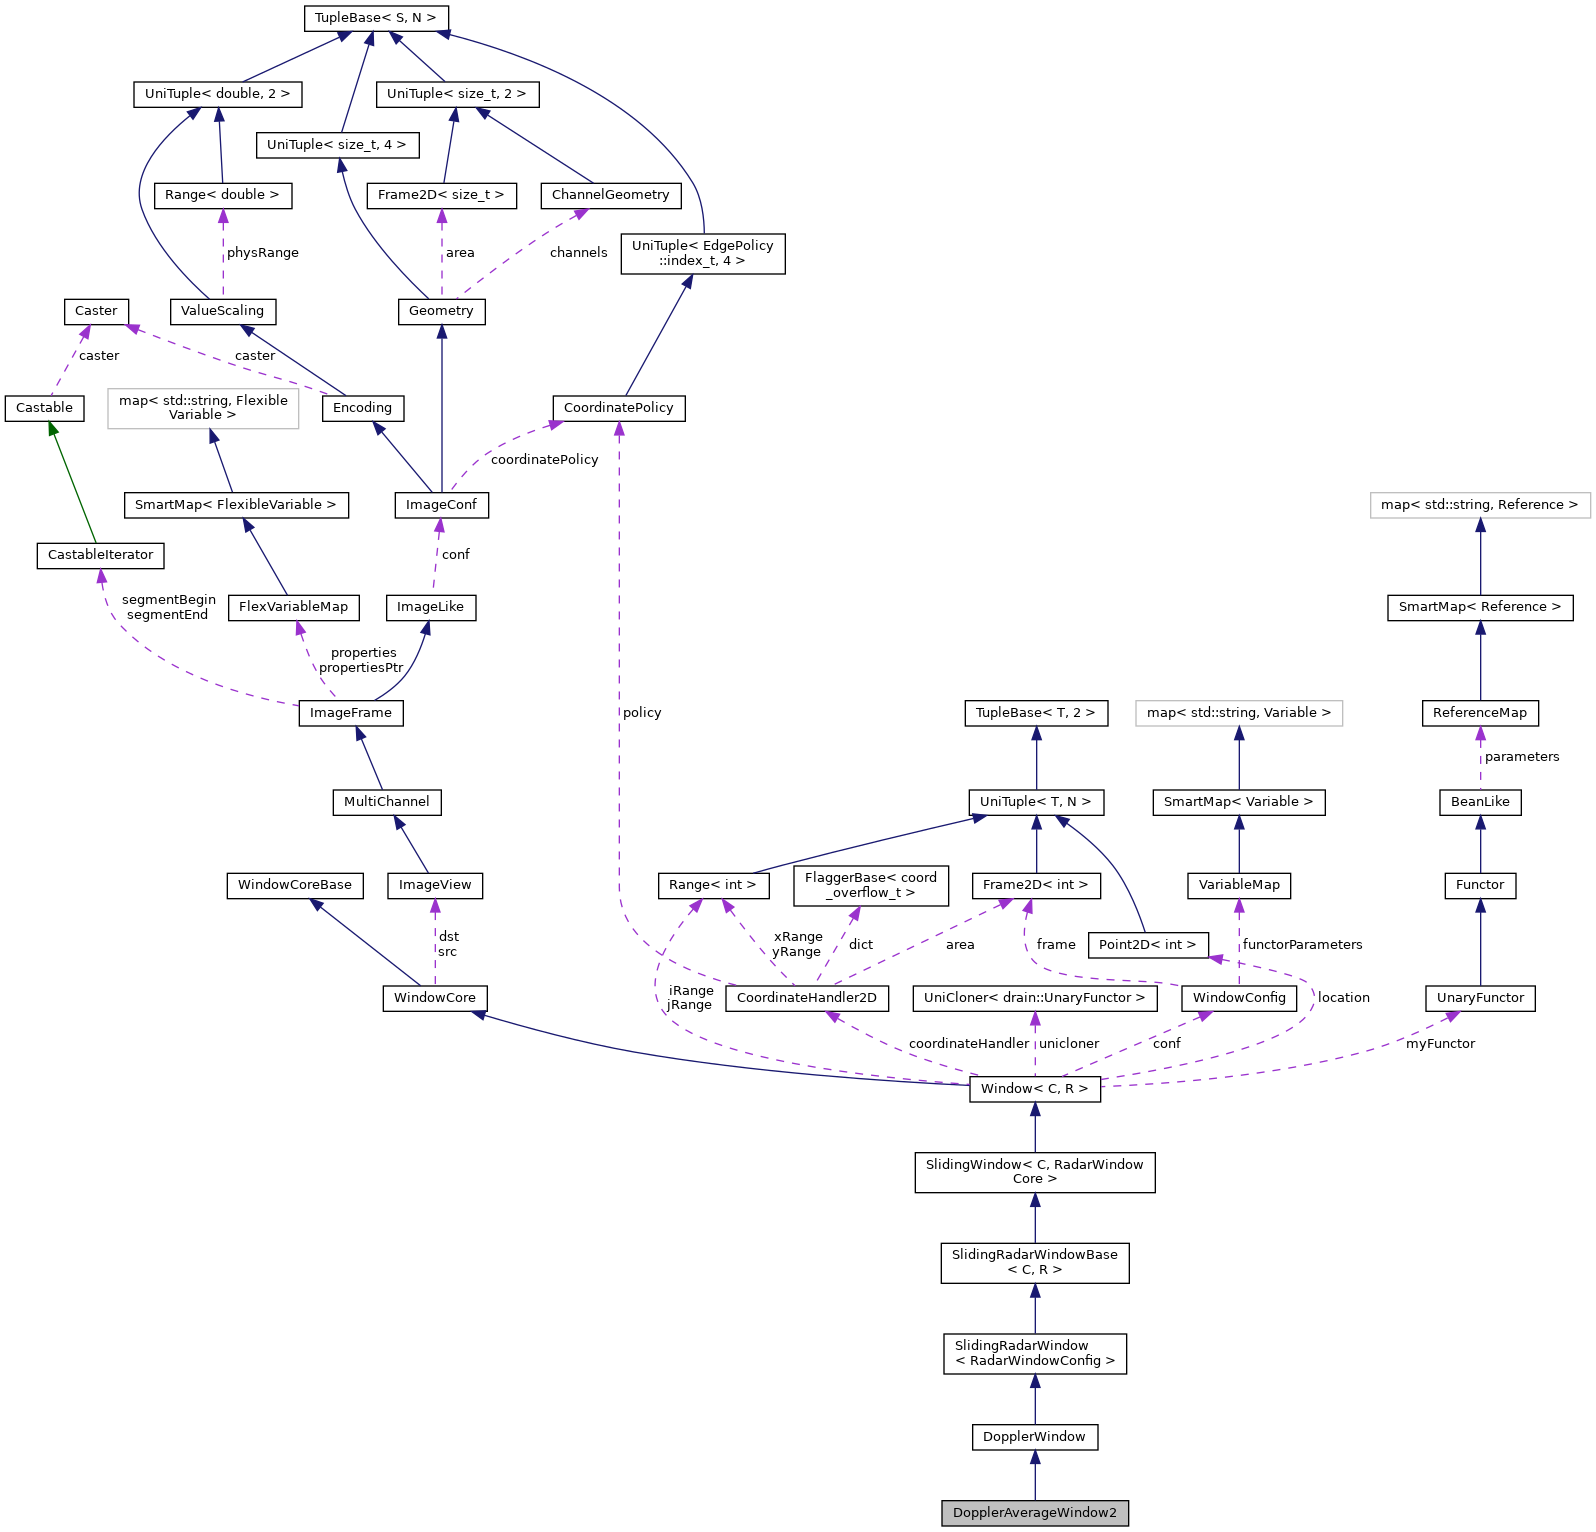 TupleBase< S, N >
UniTuple< double, 2 >
UniTuple< size_t, 2 >
UniTuple< size_t, 4 >
Range< double >
Frame2D< size_t >
ChannelGeometry
UniTuple< EdgePolicy
::index_t, 4 >
physRange
area
channels
Caster
ValueScaling
Geometry
caster
caster
Castable
map< std::string, Flexible
Variable >
Encoding
CoordinatePolicy
coordinatePolicy
SmartMap< FlexibleVariable >
ImageConf
map< std::string, Reference >
CastableIterator
conf
segmentBegin
segmentEnd
FlexVariableMap
ImageLike
SmartMap< Reference >
properties
propertiesPtr
ImageFrame
policy
TupleBase< T, 2 >
map< std::string, Variable >
ReferenceMap
parameters
MultiChannel
UniTuple< T, N >
SmartMap< Variable >
BeanLike
WindowCoreBase
ImageView
Range< int >
FlaggerBase< coord
_overflow_t >
Frame2D< int >
VariableMap
Functor
dst
src
xRange
yRange
dict
area
frame
Point2D< int >
functorParameters
WindowCore
iRange
jRange
CoordinateHandler2D
UniCloner< drain::UnaryFunctor >
WindowConfig
location
UnaryFunctor
coordinateHandler
unicloner
conf
myFunctor
Window< C, R >
SlidingWindow< C, RadarWindow
Core >
SlidingRadarWindowBase
< C, R >
SlidingRadarWindow
< RadarWindowConfig >
DopplerWindow
DopplerAverageWindow2